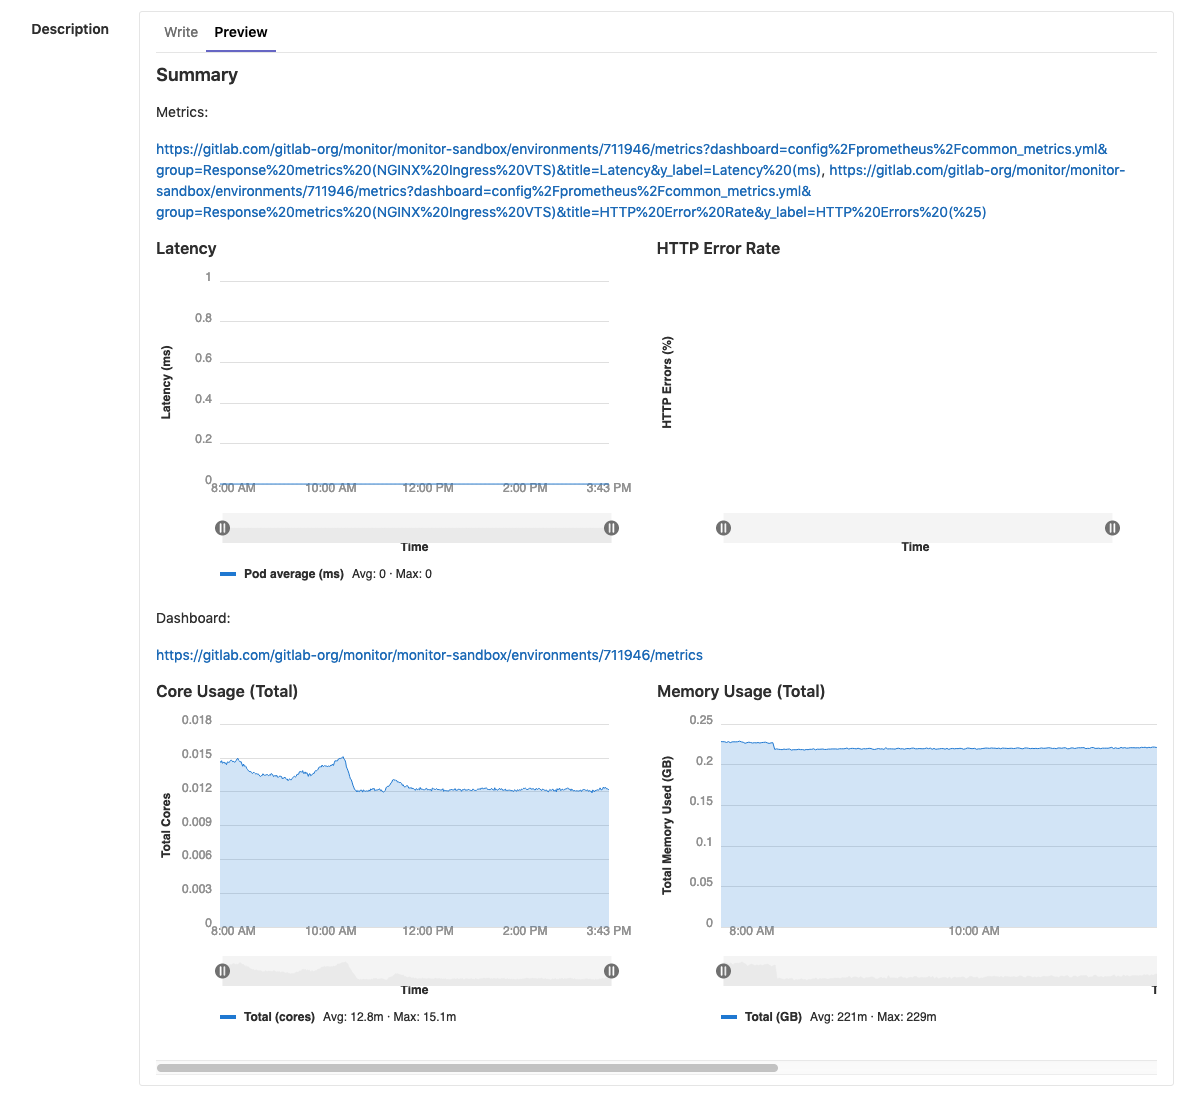 Description
Write Preview
Summary
Metrics:
https://gitlab.com/gitlab-org/monitor/monitor-sandbox/environments/711946/metrics?dashboard=config%2Fprometheus%2Fcommon_metrics.yml&
group=Response%20metrics%20(NGINX%20Ingress%20VTS)&title=Latency&y_label=Latency%20(ms), https://gitlab.com/gitlab-org/monitor/monitor-
sandbox/environments/711946/metrics?dashboard=config%2Fprometheus%2Fcommon_metrics.yml&
group=Response%20metrics%20(NGINX%20Ingress%20VTS)&title=HTTP%20Error%20Rate&y_label=HTTP%20Errors%20(%25)
Latency
1
0.8
0.6
0.4
0.2
0
Latency (ms)
8:00 AM 10:00 AM 12:00 PM 2:00 PM 3:43 PM
Time
Pod average (ms) Avg: 0 · Max: 0
HTTP Error Rate
HTTP Errors (%)
Time
Dashboard:
https://gitlab.com/gitlab-org/monitor/monitor-sandbox/environments/711946/metrics
Core Usage (Total)
0.018
0.015
0.012
0.009
0.006
0.003
0
Total Cores
8:00 AM 10:00 AM 12:00 PM 2:00 PM 3:43 PM
Time
Total (cores) Avg: 12.8m · Max: 15.1m
Memory Usage (Total)
0.25
0.2
0.15
0.1
0.05
0
Total Memory Used (GB)
8:00 AM 10:00 AM
T
Total (GB) Avg: 221m · Max: 229m